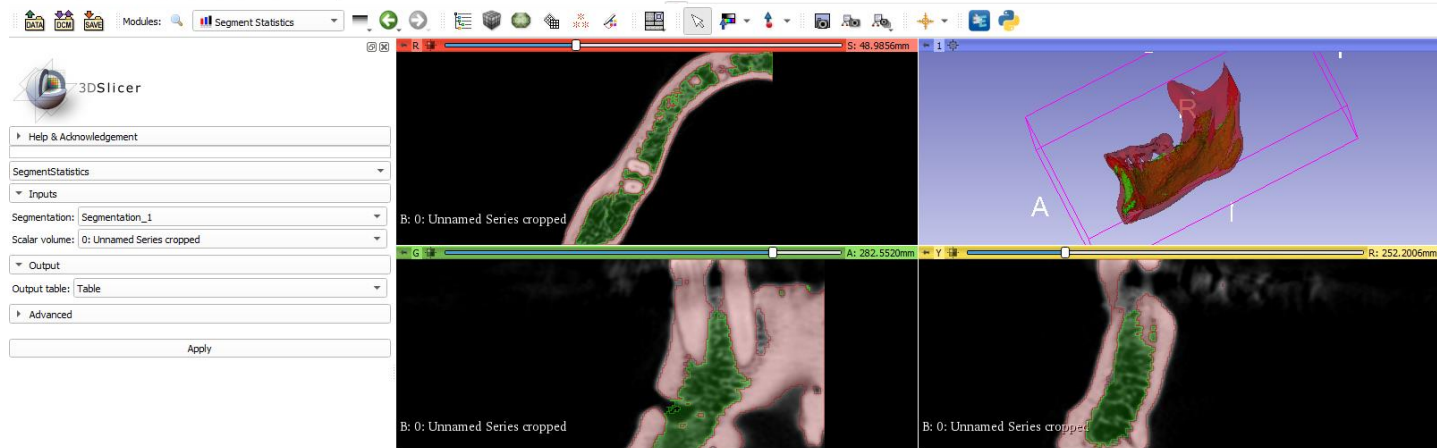 DATA DCM SAVE Modules: Segment Statistics
3DSlicer
Help & Acknowledgement
SegmentStatistics
Inputs
Segmentation: Segmentation_1
Scalar volume: 0: Unnamed Series cropped
Output
Output table: Table
Advanced
Apply
R S: 48.9856mm
B: 0: Unnamed Series cropped
1
R
A
I
G A: 282.5520mm
B: 0: Unnamed Series cropped
Y R: 252.2006mm
B: 0: Unnamed Series cropped